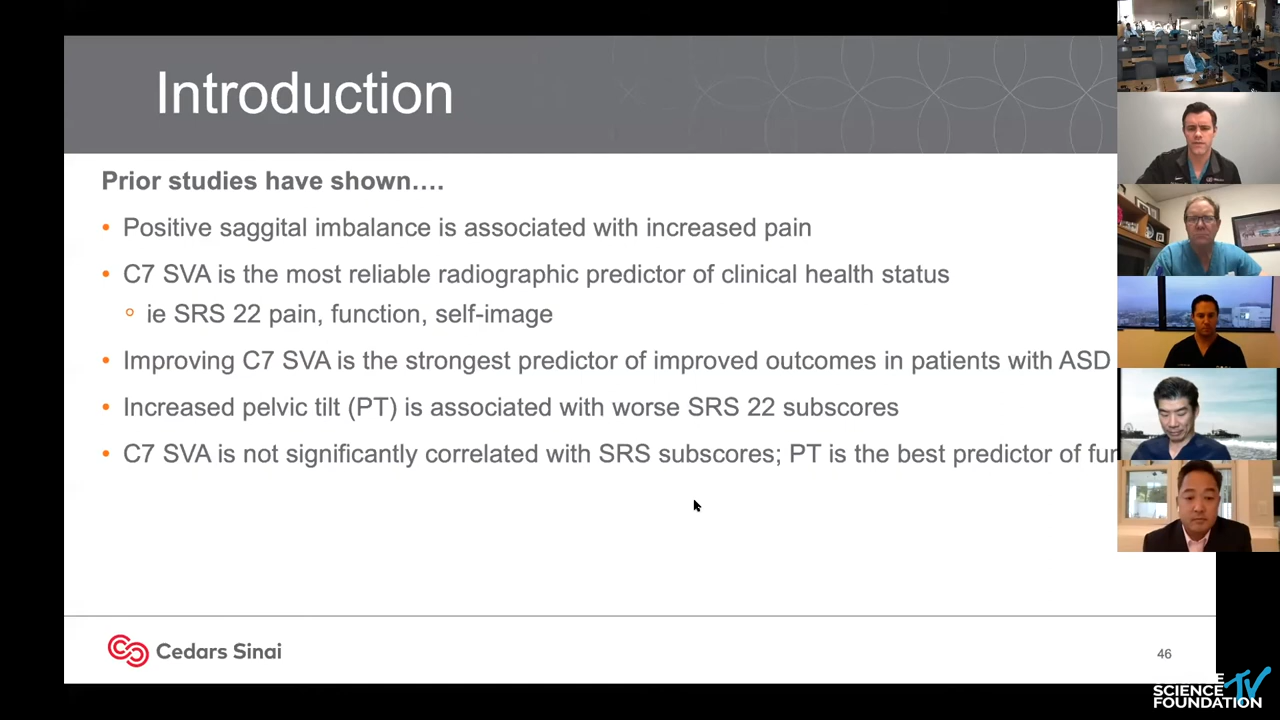 Introduction
Prior studies have shown....
• Positive saggital imbalance is associated with increased pain
• C7 SVA is the most reliable radiographic predictor of clinical health status
ie SRS 22 pain, function, self-image
• Improving C7 SVA is the strongest predictor of improved outcomes in patients with ASD
• Increased pelvic tilt (PT) is associated with worse SRS 22 subscores
• C7 SVA is not significantly correlated with SRS subscores; PT is the best predictor of
Cedars Sinai
46
SCIENCE TV
FOUNDATION